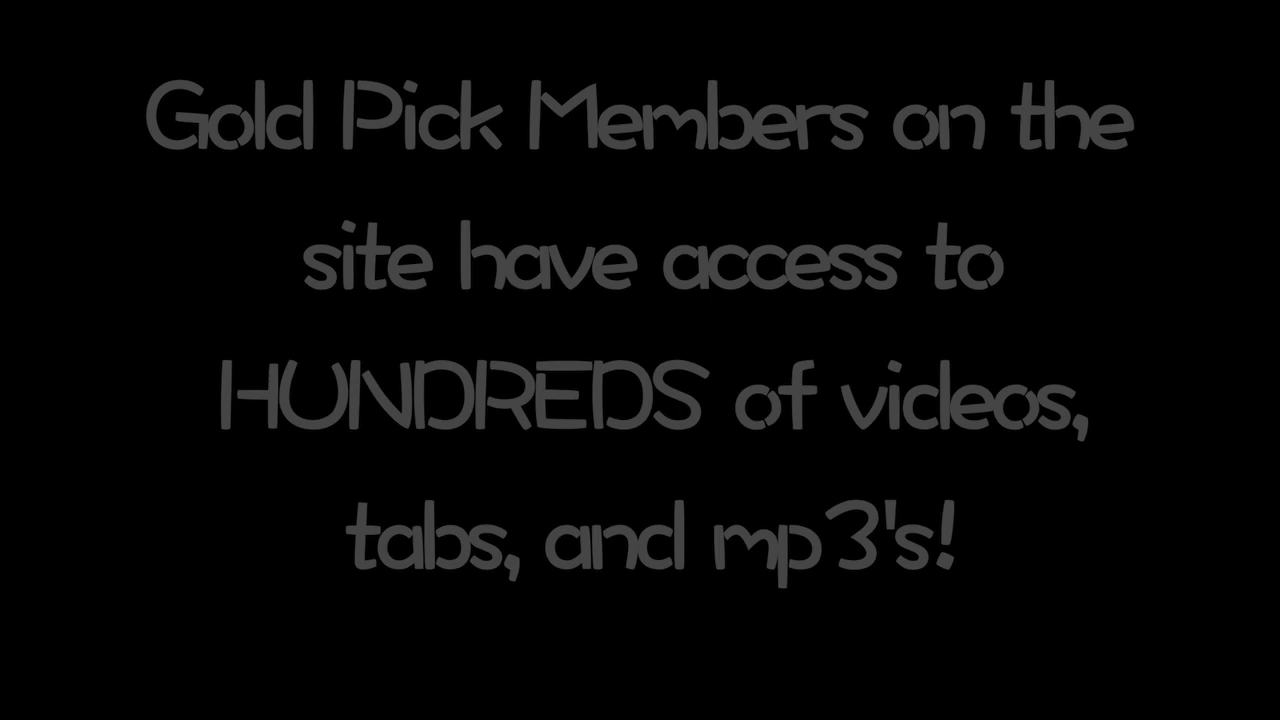 Gold Pick Members on the
site have access to
HUNDREDS of videos,
tabs, and mp3's!